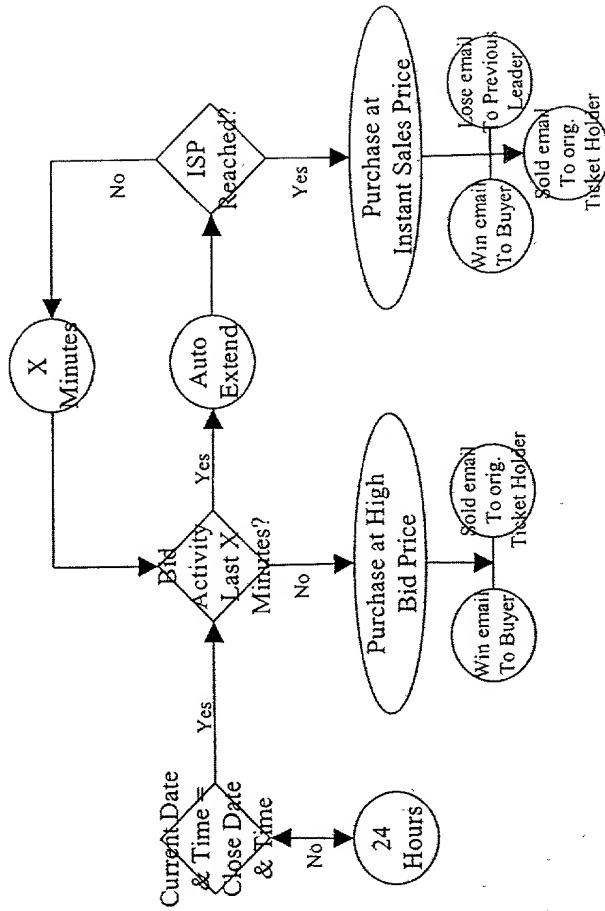 Current Date
& Time =
Close Date
& Time
No
24
Hours
Yes
Bid
Activity
Last X
Minutes?
No
Purchase at High
Bid Price
Win email
To Buyer
Sold email
To orig.
Ticket Holder
Yes
Auto
Extend
X
Minutes
ISP
Reached?
No
Yes
Purchase at
Instant Sales Price
Win email
To Buyer
Lose email
To Previous
Leader
Sold email
To orig.
Ticket Holder